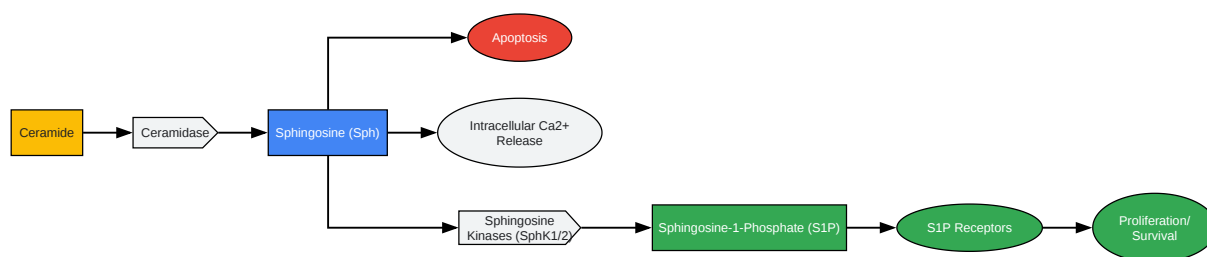 Apoptosis
Ceramide
Ceramidase
Sphingosine (Sph)
Intracellular Ca2+
Release
Sphingosine
Kinases (SphK1/2)
Sphingosine-1-Phosphate (S1P)
S1P Receptors
Proliferation/
Survival